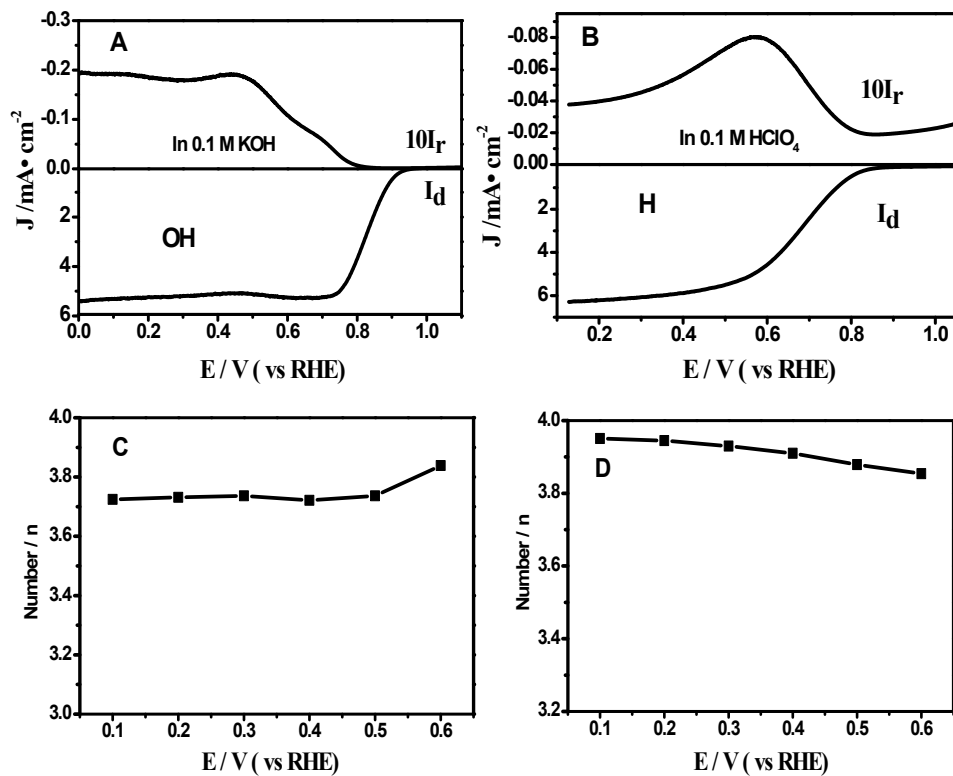 A
-0.3
-0.2
-0.1
0.0
2
4
6
J /mA• cm-2
In 0.1 M KOH
10Ir
Id
OH
0.0 0.2 0.4 0.6 0.8 1.0
E / V ( vs RHE)
B
-0.08
-0.06
-0.04
-0.02
0.00
2
4
6
J /mA• cm-2
In 0.1 M HClO4
10Ir
Id
H
0.2 0.4 0.6 0.8 1.0
E / V ( vs RHE)
C
4.0
3.8
3.6
3.4
3.2
3.0
Number / n
0.1 0.2 0.3 0.4 0.5 0.6
E / V ( vs RHE)
D
4.0
3.8
3.6
3.4
3.2
Number / n
0.1 0.2 0.3 0.4 0.5 0.6
E / V ( vs RHE)